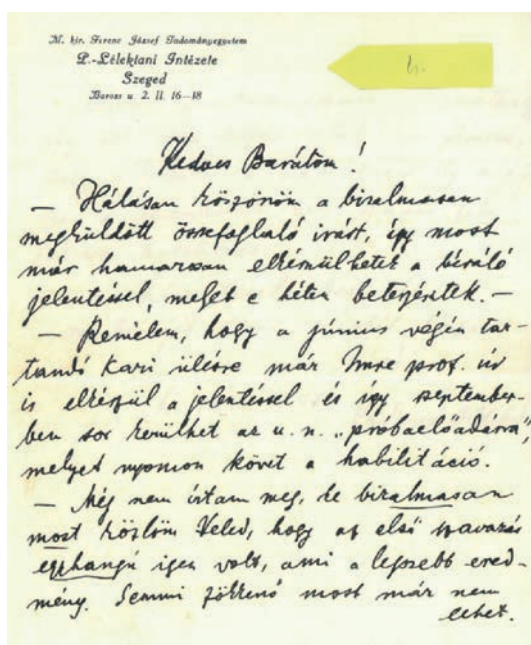 M. kir. Ferenc József Tudományegyetem
P.-Lélektani Intézete
Szeged
Baross u. 2. II. 16—18
4.
Kedves Barátom!
— Hálásan köszönöm a bizalmasan
megküldött összefoglaló írást, így most
már hamarosan elkészülhetek a bíráló
jelentéssel, melyet e héten beterjesztek. —
— Remélem, hogy a június végén tar-
tandó kari ülésre már Imre prof. úr
is elkészül a jelentéssel és így szeptember-
ben sor kerülhet az u. n. „próbaelőadásra",
melyet nyomon követ a habilitáció.
— Még nem írtam meg, de bizalmasan
most közlöm Veled, hogy az első szavazás
egyhangú igen volt, ami a legszebb ered-
mény. Semmi zökkenő most már nem
lehet.